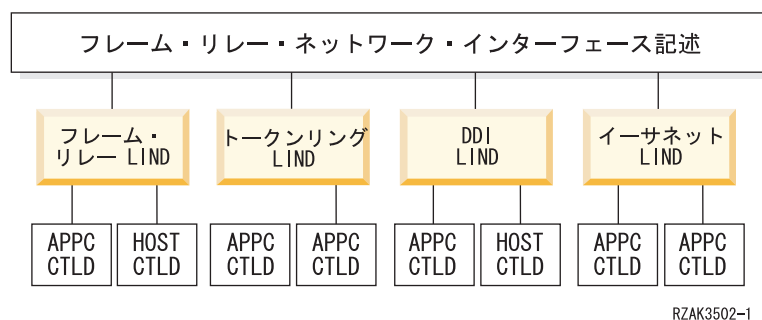 フレーム・リレー・ネットワーク・インターフェース記述
フレーム・
リレー LIND
トークンリング
LIND
DDI
LIND
イーサネット
LIND
APPC
CTLD
HOST
CTLD
APPC
CTLD
APPC
CTLD
APPC
CTLD
HOST
CTLD
APPC
CTLD
APPC
CTLD
RZAK3502-1